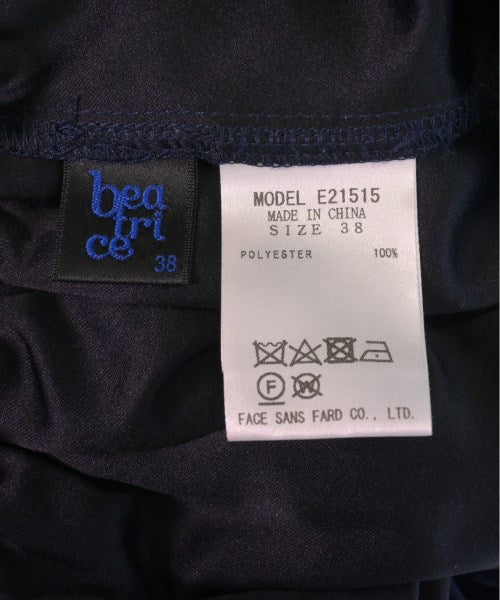 bea
tri
ce
38
MODEL E21515
MADE IN CHINA
SIZE 38
POLYESTER 100%
F W
FACE SANS FARD CO., LTD.